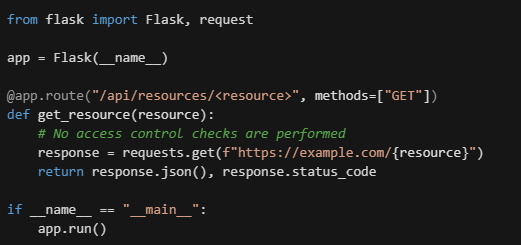 from flask import Flask, request
app = Flask(__name__)
@app.route("/api/resources/<resource>", methods=["GET"])
def get_resource(resource):
    # No access control checks are performed
    response = requests.get(f"https://example.com/{resource}")
    return response.json(), response.status_code
if __name__ == "__main__":
    app.run()